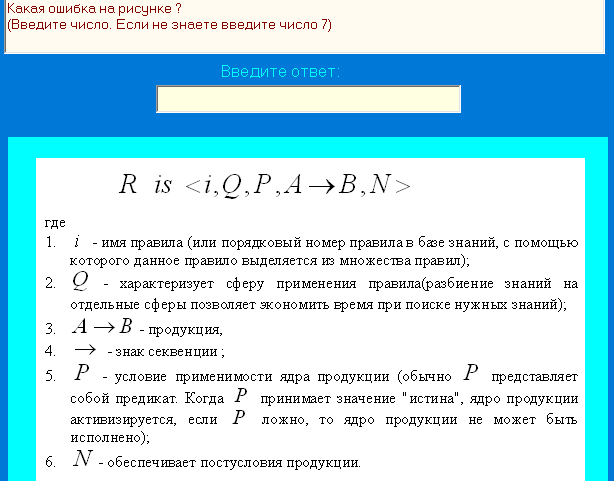 Какая ошибка на рисунке ?
(Введите число. Если не знаете введите число 7)
Введите ответ:
R is <i,Q,P,A→B,N>
где
1. i - имя правила (или порядковый номер правила в базе знаний, с помощью
которого данное правило выделяется из множества правил);
2. Q - характеризует сферу применения правила(разбиение знаний на
отдельные сферы позволяет экономить время при поиске нужных знаний);
3. A→B - продукция,
4. → - знак секвенции ;
5. P - условие применимости ядра продукции (обычно P представляет
собой предикат. Когда P принимает значение "истина", ядро продукции
активизируется, если P ложно, то ядро продукции не может быть
исполнено);
6. N - обеспечивает постусловия продукции.